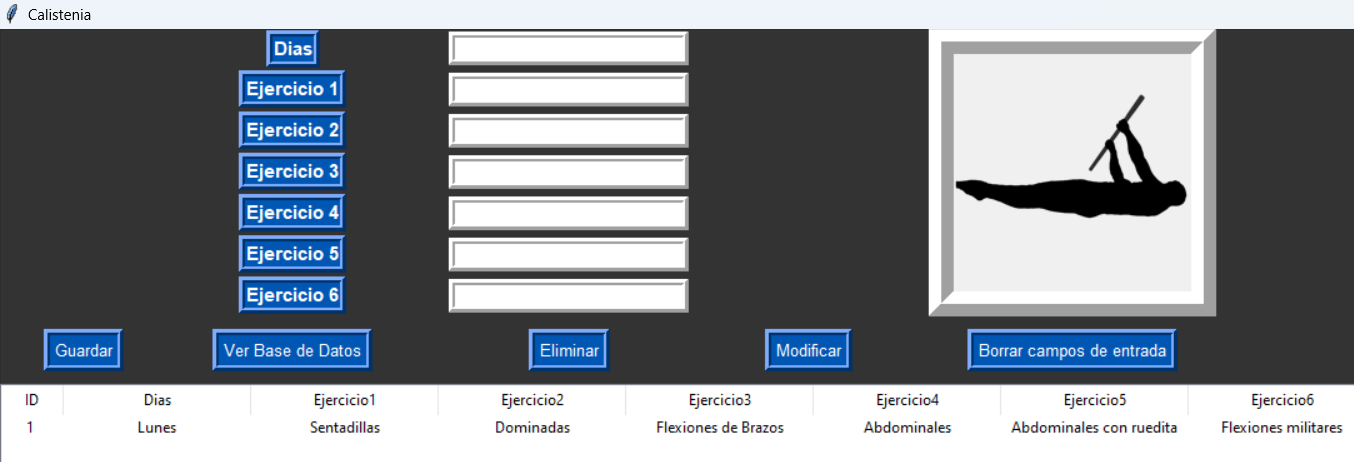 Calistenia
Dias
Ejercicio 1
Ejercicio 2
Ejercicio 3
Ejercicio 4
Ejercicio 5
Ejercicio 6
Guardar Ver Base de Datos Eliminar Modificar Borrar campos de entrada
ID Dias Ejercicio1 Ejercicio2 Ejercicio3 Ejercicio4 Ejercicio5 Ejercicio6
1 Lunes Sentadillas Dominadas Flexiones de Brazos Abdominales Abdominales con ruedita Flexiones militares